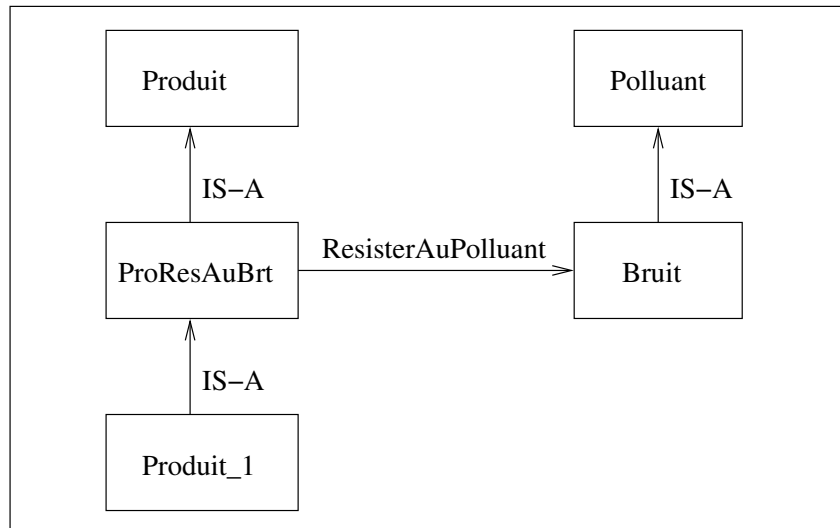 Produit
Polluant
IS−A
IS−A
ProResAuBrt
ResisterAuPolluant
Bruit
IS−A
Produit_1